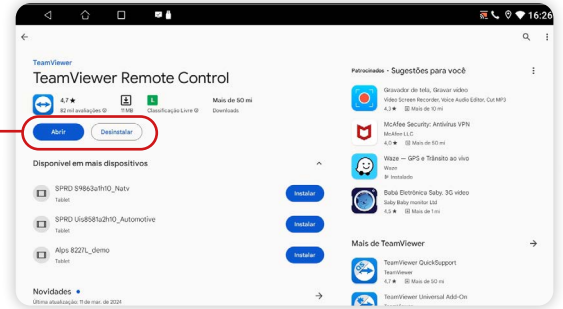 16:26
TeamViewer
TeamViewer Remote Control
4,7★
62 mil avaliações
11 MB
L
Classificação Livre
Mais de 50 mi
Downloads
Abrir
Desinstalar
Disponível em mais dispositivos
SPRD S9863a1h10_Natv
Tablet
Instalar
SPRD Uis8581a2h10_Automotive
Tablet
Instalar
Alps 8227L_demo
Tablet
Instalar
Novidades •
Última atualização: 11 de mar. de 2024
Patrocinados • Sugestões para você
Gravador de tela, Gravar vídeo
Video Screen Recorder, Voice Audio Editor, Cut MP3
4,3★ Mais de 10 mi
McAfee Security: Antivirus VPN
McAfee LLC
4,0★ Mais de 50 mi
Waze – GPS e Trânsito ao vivo
Waze
Instalado
Babá Eletrônica Saby. 3G video
Saby Baby monitor Ltd
4,5★ Mais de 1 mi
Mais de TeamViewer
TeamViewer QuickSupport
TeamViewer
4,7★ Mais de 50 mi
TeamViewer Universal Add-On